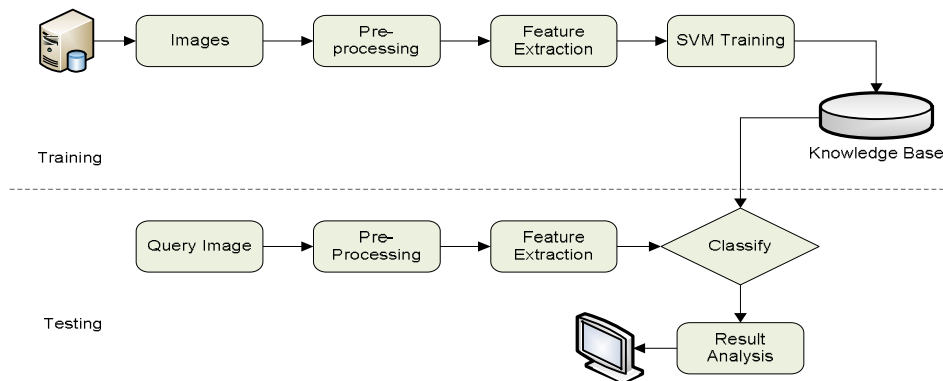 Images
Pre-
processing
Feature
Extraction
SVM Training
Knowledge Base
Training
Query Image
Pre-
Processing
Feature
Extraction
Classify
Testing
Result
Analysis